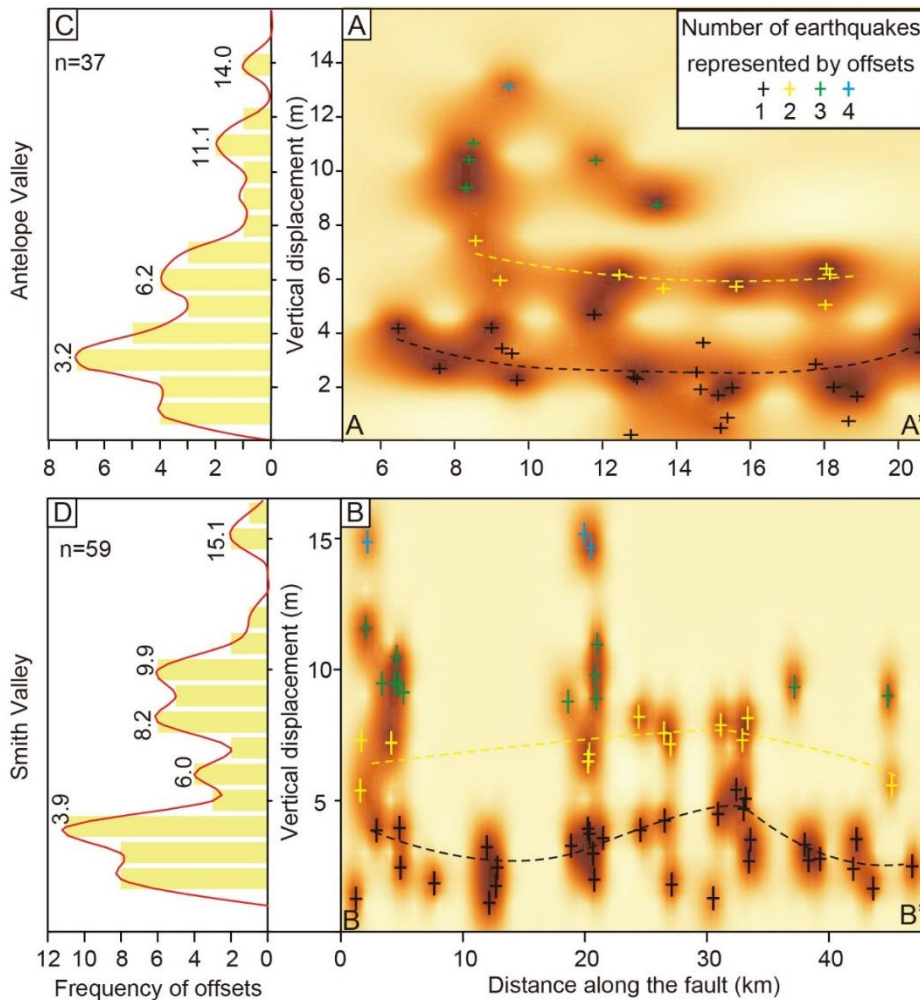 C
n=37
14.0
11.1
6.2
3.2
Antelope Valley
8 6 4 2 0
Vertical displacement (m)
14
12
10
8
6
4
2
A
Number of earthquakes
represented by offsets
1 2 3 4
A A'
6 8 10 12 14 16 18 20
D
n=59
15.1
9.9
8.2
6.0
3.9
Smith Valley
12 10 8 6 4 2 0
Frequency of offsets
Vertical displacement (m)
15
10
5
B
B B'
0 10 20 30 40
Distance along the fault (km)